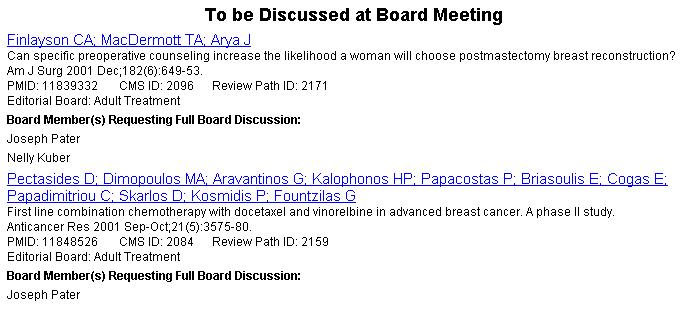 To be Discussed at Board Meeting
Finlayson CA; MacDermott TA; Arya J
Can specific preoperative counseling increase the likelihood a woman will choose postmastectomy breast reconstruction?
Am J Surg 2001 Dec;182(6):649-53.
PMID: 11839332 CMS ID: 2096 Review Path ID: 2171
Editorial Board: Adult Treatment
Board Member(s) Requesting Full Board Discussion:
Joseph Pater
Nelly Kuber
Pectasides D; Dimopoulos MA; Aravantinos G; Kalophonos HP; Papacostas P; Briasoulis E; Cogas E;
Papadimitriou C; Skarlos D; Kosmidis P; Fountzilas G
First line combination chemotherapy with docetaxel and vinorelbine in advanced breast cancer. A phase II study.
Anticancer Res 2001 Sep-Oct;21(5):3575-80.
PMID: 11848526 CMS ID: 2084 Review Path ID: 2159
Editorial Board: Adult Treatment
Board Member(s) Requesting Full Board Discussion:
Joseph Pater